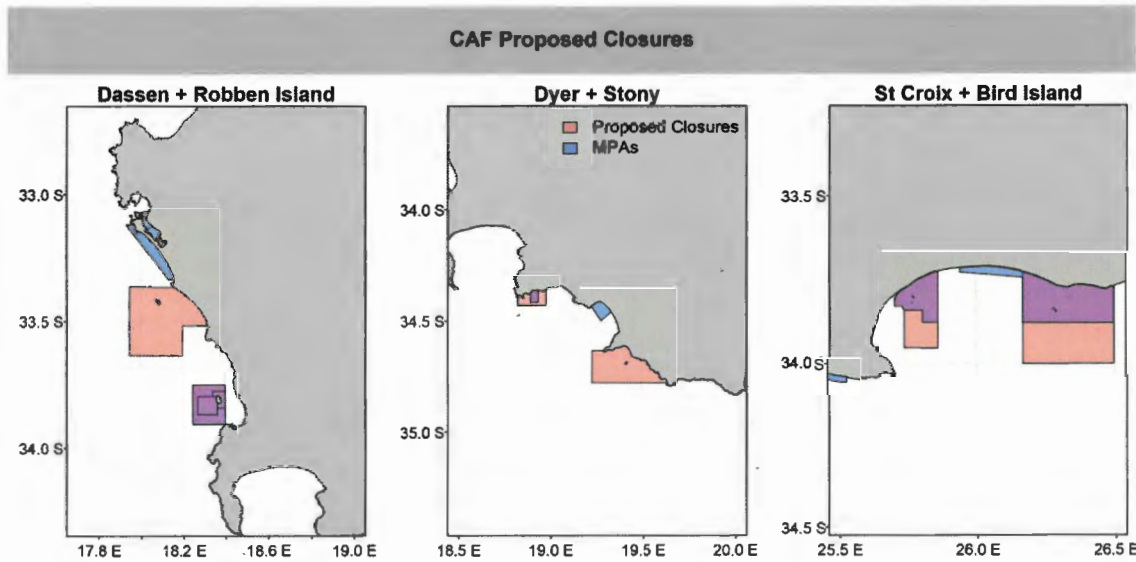 CAF Proposed Closures
Dassen + Robben Island
Dyer + Stony
St Croix + Bird Island
Proposed Closures
MPAs
33.0 S
33.5 S
34.0 S
17.8 E 18.2 E 18.6 E 19.0 E
34.0 S
34.5 S
35.0 S
18.5 E 19.0 E 19.5 E 20.0 E
33.5 S
34.0 S
34.5 S
25.5 E 26.0 E 26.5 E